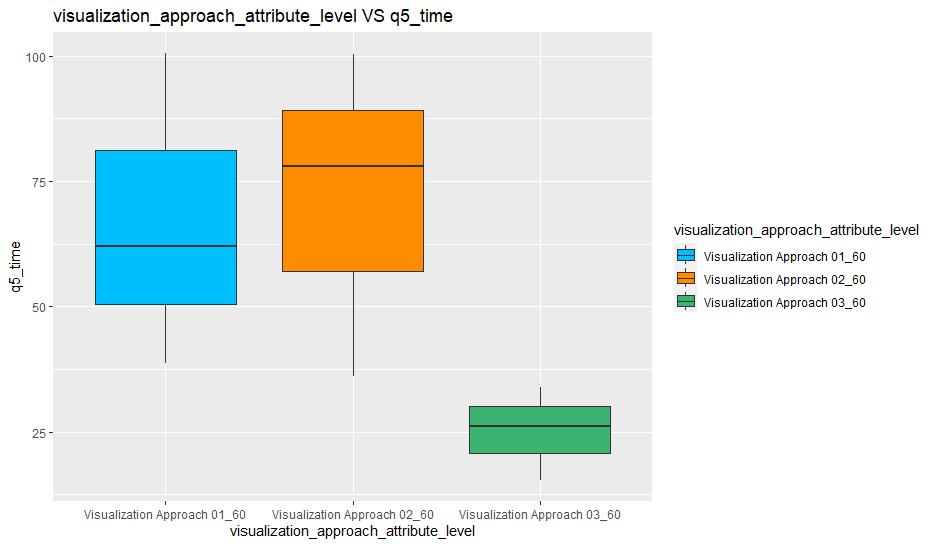 visualization_approach_attribute_level VS q5_time
100
75
50
25
q5_time
Visualization Approach 01_60
Visualization Approach 02_60
Visualization Approach 03_60
visualization_approach_attribute_level
visualization_approach_attribute_level
Visualization Approach 01_60
Visualization Approach 02_60
Visualization Approach 03_60